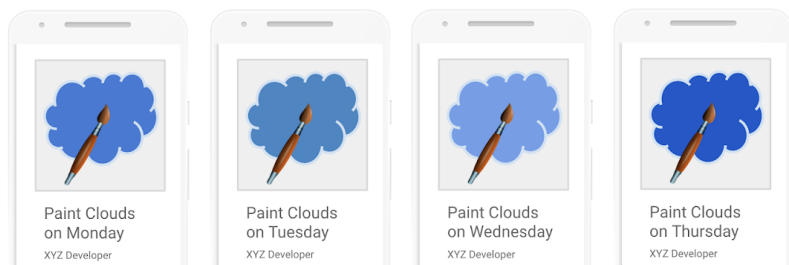 Paint Clouds
on Monday
XYZ Developer
Paint Clouds
on Tuesday
XYZ Developer
Paint Clouds
on Wednesday
XYZ Developer
Paint Clouds
on Thursday
XYZ Developer